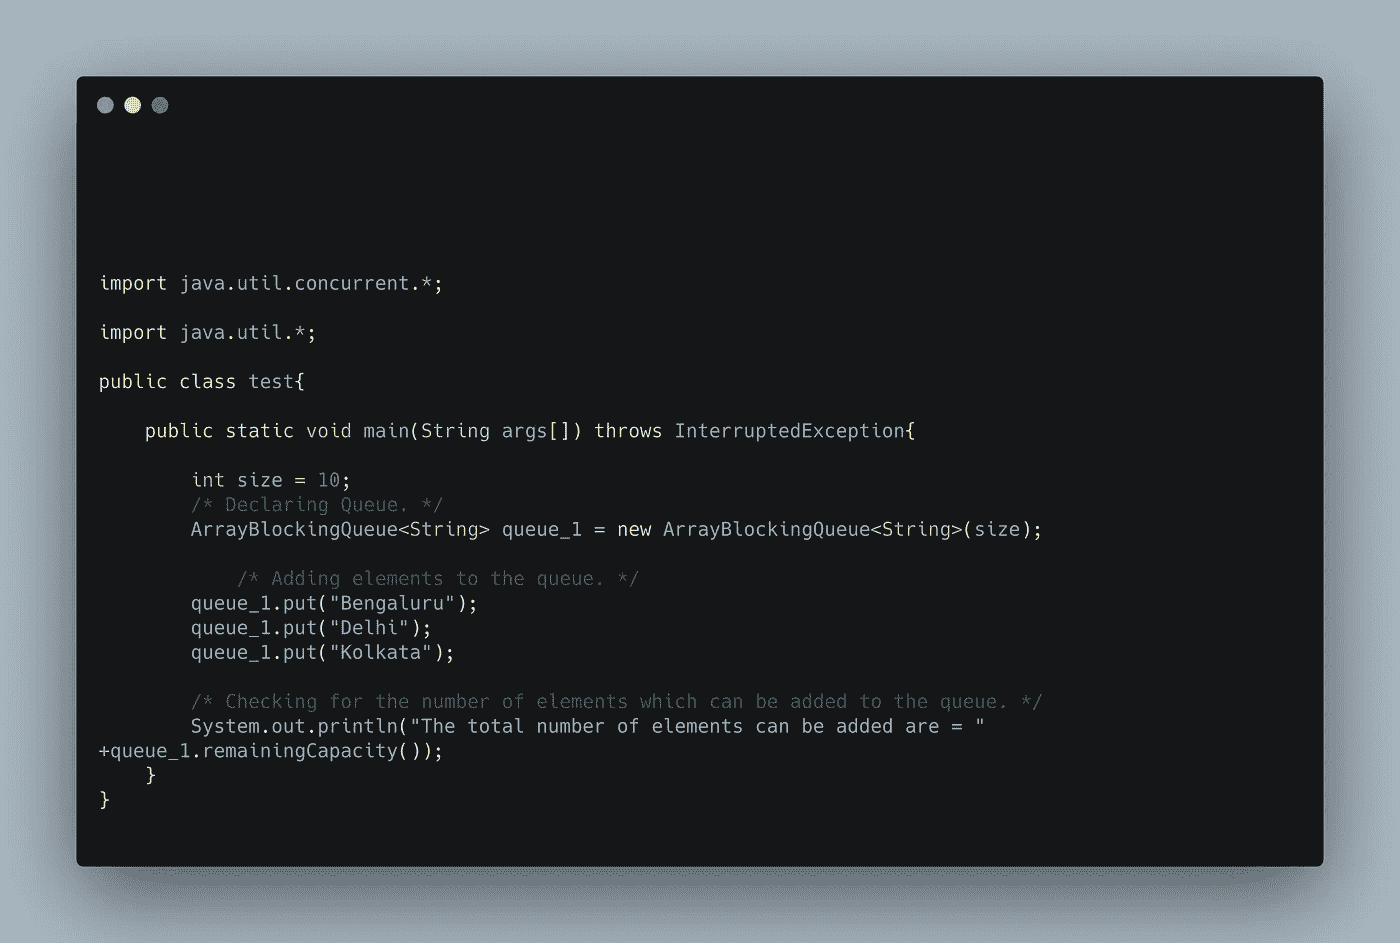 import java.util.concurrent.*;
import java.util.*;
public class test{
    public static void main(String args[]) throws InterruptedException{
        int size = 10;
        /* Declaring Queue. */
        ArrayBlockingQueue<String> queue_1 = new ArrayBlockingQueue<String>(size);
            /* Adding elements to the queue. */
        queue_1.put("Bengaluru");
        queue_1.put("Delhi");
        queue_1.put("Kolkata");
        /* Checking for the number of elements which can be added to the queue. */
        System.out.println("The total number of elements can be added are = "
+queue_1.remainingCapacity());
    }
}